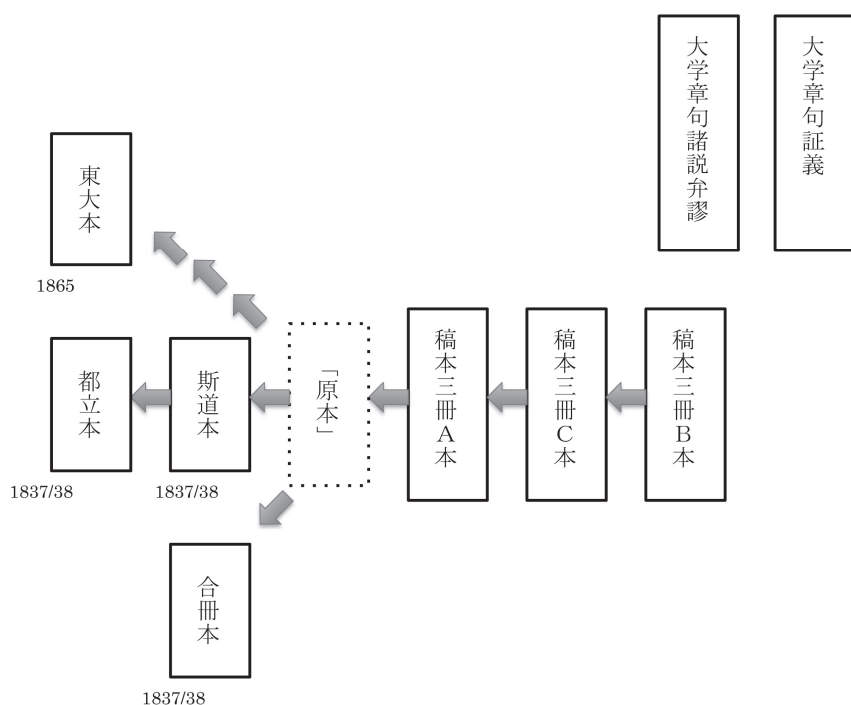 大学章句証義
大学章句諸説弁謬
稿本三冊B本
稿本三冊C本
稿本三冊A本
「原本」
東大本
1865
斯道本
1837/38
都立本
1837/38
合冊本
1837/38